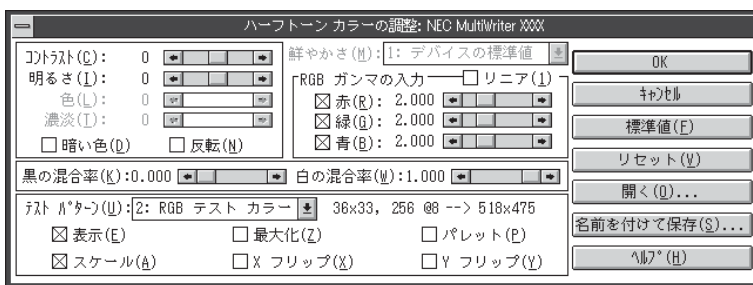 ハーフトーン カラーの調整: NEC MultiWriter XXXX
コントラスト(C): 0
明るさ(I): 0
色(L): 0
濃淡(T): 0
暗い色(D) 反転(N)
鮮やかさ(M): 1: デバイスの標準値
RGB ガンマの入力 リニア(1)
赤(R): 2.000
緑(G): 2.000
青(B): 2.000
黒の混合率(K):0.000 白の混合率(W):1.000
テスト パターン(U): 2: RGB テスト カラー 36x33, 256 @8 --> 518x475
表示(E) 最大化(Z) パレット(P)
スケール(A) X フリップ(X) Y フリップ(Y)
OK
キャンセル
標準値(F)
リセット(V)
開く(O)...
名前を付けて保存(S)...
ヘルプ(H)